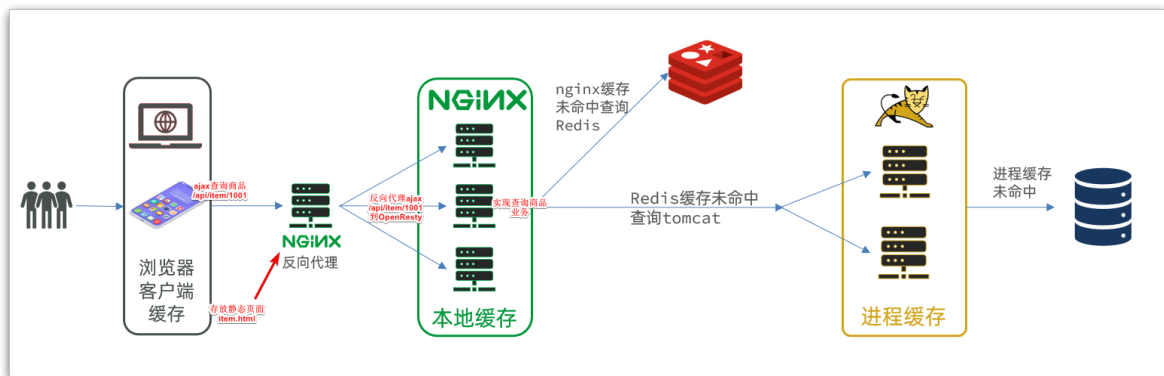 浏览器
客户端
缓存
ajax查询商品
/api/item/1001
NGINX
反向代理
存放静态页面
item.html
反向代理ajax
/api/item/1001
到OpenResty
NGINX
实现查询商品
业务
本地缓存
nginx缓存
未命中查询
Redis
Redis缓存未命中
查询tomcat
进程缓存
进程缓存
未命中